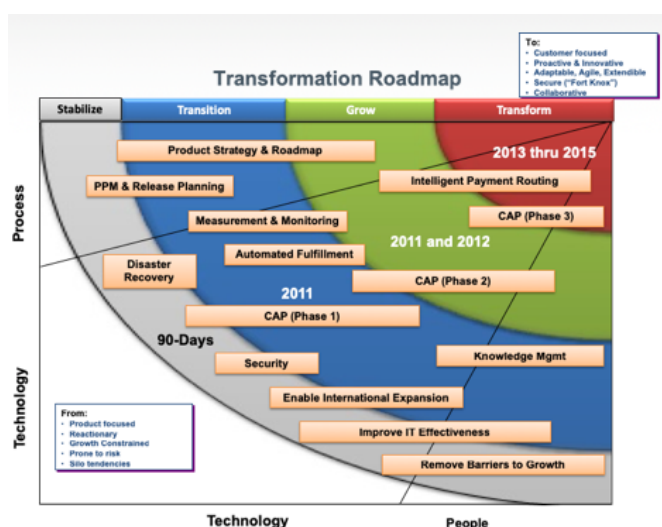 To:
Customer focused
Proactive & Innovative
Adaptable, Agile, Extendible
Secure ("Fort Knox")
Collaborative
Transformation Roadmap
Stabilize
Transition
Grow
Transform
Product Strategy & Roadmap
2013 thru 2015
PPM & Release Planning
Intelligent Payment Routing
Process
Measurement & Monitoring
CAP (Phase 3)
2011 and 2012
Automated Fulfillment
Disaster
Recovery
CAP (Phase 2)
2011
CAP (Phase 1)
90-Days
Security
Knowledge Mgmt
Technology
Enable International Expansion
From:
Product focused
Reactionary
Growth Constrained
Prone to risk
Silo tendencies
Improve IT Effectiveness
Remove Barriers to Growth
Technology
People